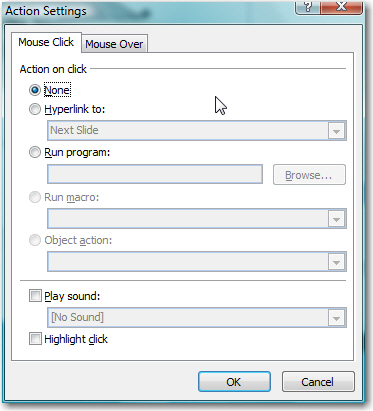 Action Settings
Mouse Click Mouse Over
Action on click
None
Hyperlink to:
Next Slide
Run program:
Browse...
Run macro:
Object action:
Play sound:
[No Sound]
Highlight click
OK Cancel